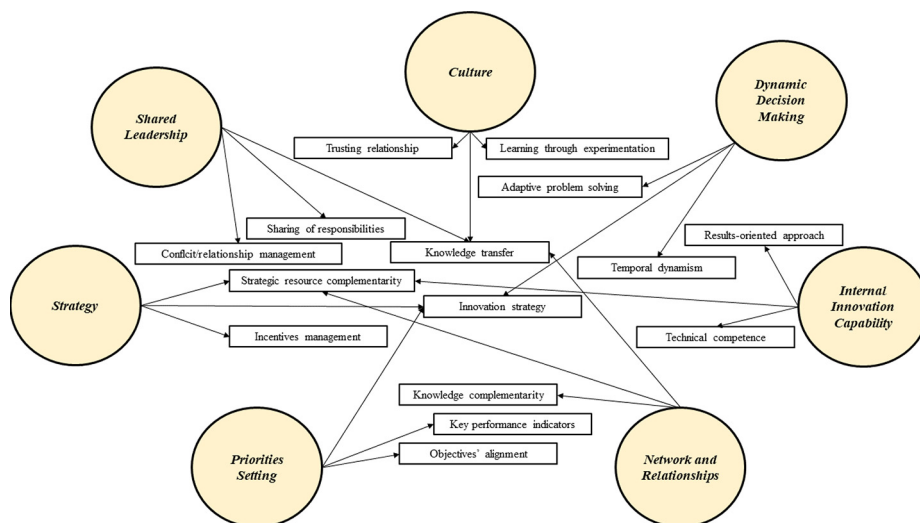 Culture
Dynamic
Decision
Making
Shared
Leadership
Trusting relationship
Learning through experimentation
Adaptive problem solving
Sharing of responsibilities
Results-oriented approach
Conflcit/relationship management
Knowledge transfer
Temporal dynamism
Strategic resource complementarity
Strategy
Innovation strategy
Internal
Innovation
Capability
Incentives management
Technical competence
Knowledge complementarity
Key performance indicators
Objectives' alignment
Priorities
Setting
Network and
Relationships